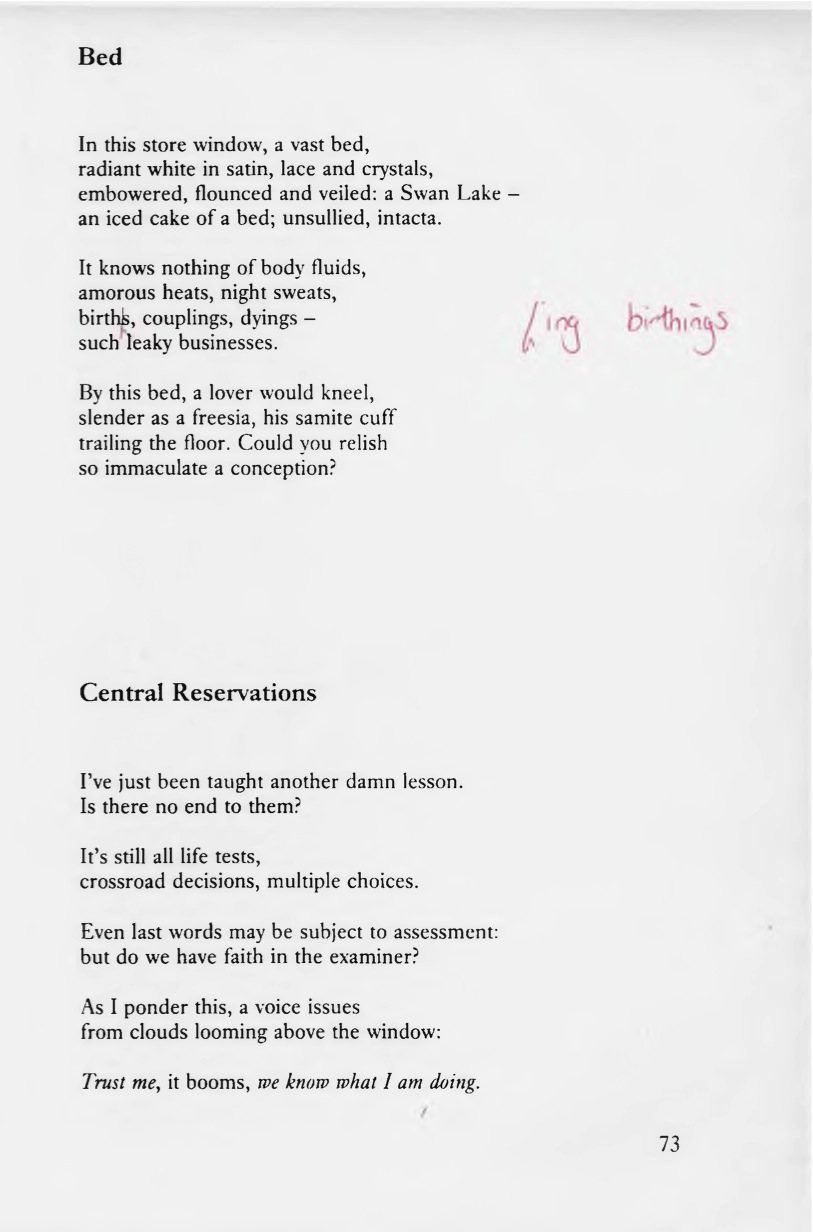 Bed
In this store window, a vast bed,
radiant white in satin, lace and crystals,
embowered, flounced and veiled: a Swan Lake –
an iced cake of a bed; unsullied, intacta.
It knows nothing of body fluids,
amorous heats, night sweats,
births, couplings, dyings –
such leaky businesses.
/ing birthings
By this bed, a lover would kneel,
slender as a freesia, his samite cuff
trailing the floor. Could you relish
so immaculate a conception?
Central Reservations
I've just been taught another damn lesson.
Is there no end to them?
It's still all life tests,
crossroad decisions, multiple choices.
Even last words may be subject to assessment:
but do we have faith in the examiner?
As I ponder this, a voice issues
from clouds looming above the window:
Trust me, it booms, we know what I am doing.
73